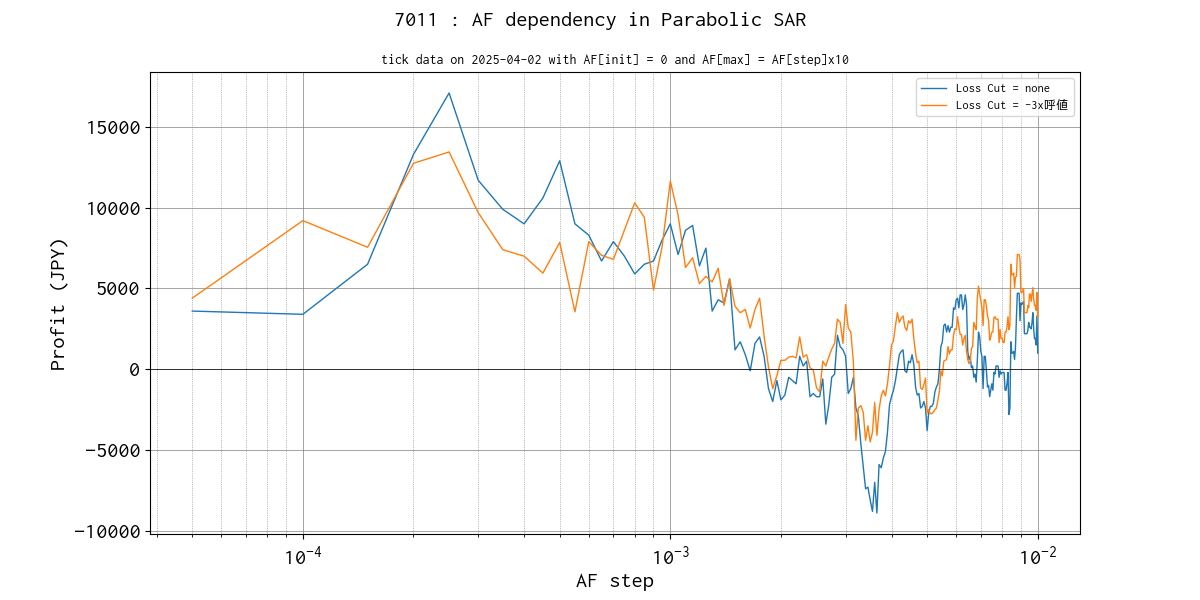 7011 : AF dependency in Parabolic SAR
tick data on 2025-04-02 with AF[init] = 0 and AF[max] = AF[step]x10
Loss Cut = none
Loss Cut = -3x呼値
Profit (JPY)
15000
10000
5000
0
−5000
−10000
10⁻⁴
10⁻³
10⁻²
AF step